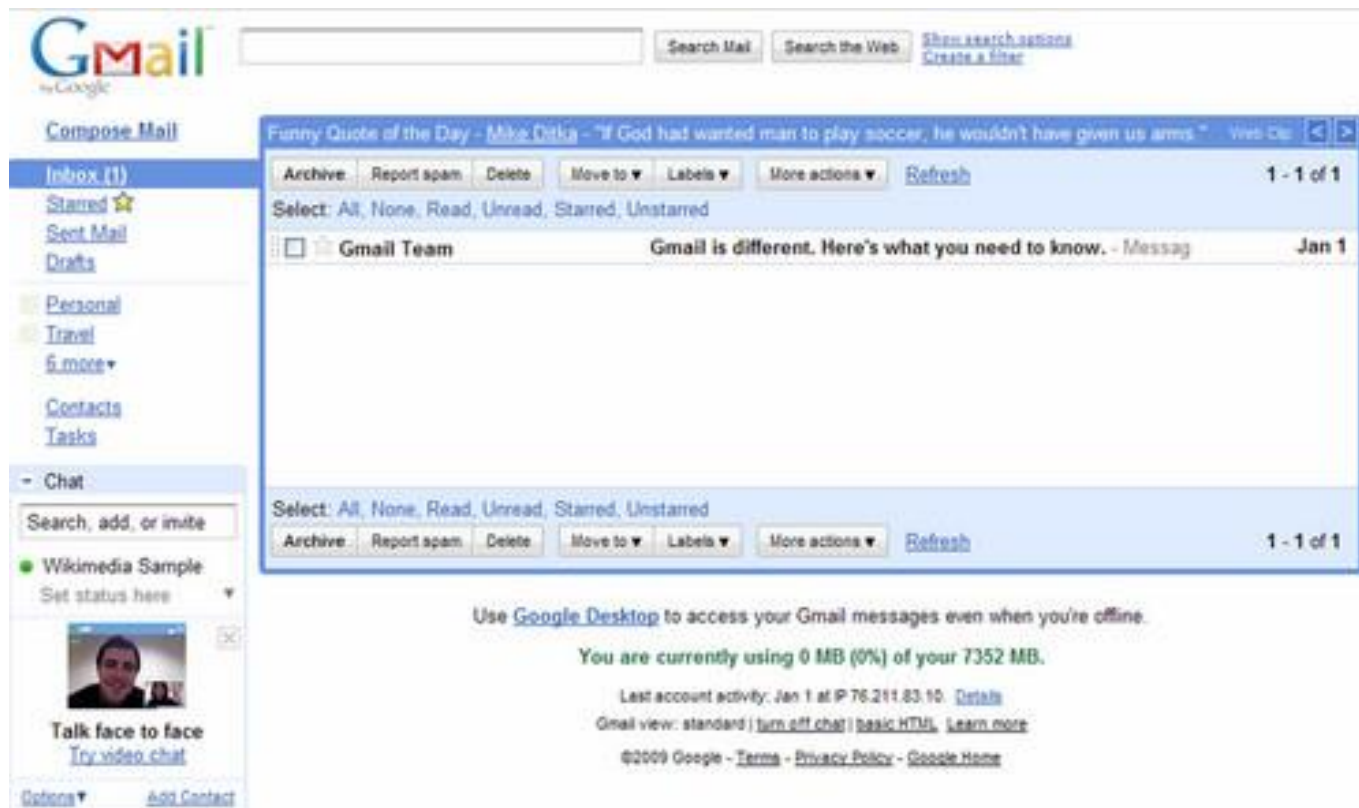 Gmail
by Google
Search Mail Search the Web Show search options
Create a filter
Compose Mail
Inbox (1)
Starred
Sent Mail
Drafts
Personal
Travel
6 more▼
Contacts
Tasks
- Chat
Search, add, or invite
Wikimedia Sample
Set status here
Talk face to face
Try video chat
Options▼ Add Contact
Funny Quote of the Day - Mike Ditka - "If God had wanted man to play soccer, he wouldn't have given us arms." Web Clip < >
Archive Report spam Delete Move to ▼ Labels ▼ More actions ▼ Refresh 1 - 1 of 1
Select: All, None, Read, Unread, Starred, Unstarred
Gmail Team Gmail is different. Here's what you need to know. - Messag Jan 1
Select: All, None, Read, Unread, Starred, Unstarred
Archive Report spam Delete Move to ▼ Labels ▼ More actions ▼ Refresh 1 - 1 of 1
Use Google Desktop to access your Gmail messages even when you're offline.
You are currently using 0 MB (0%) of your 7352 MB.
Last account activity: Jan 1 at IP 76.211.83.10. Details
Gmail view: standard | turn off chat | basic HTML Learn more
©2009 Google - Terms - Privacy Policy - Google Home